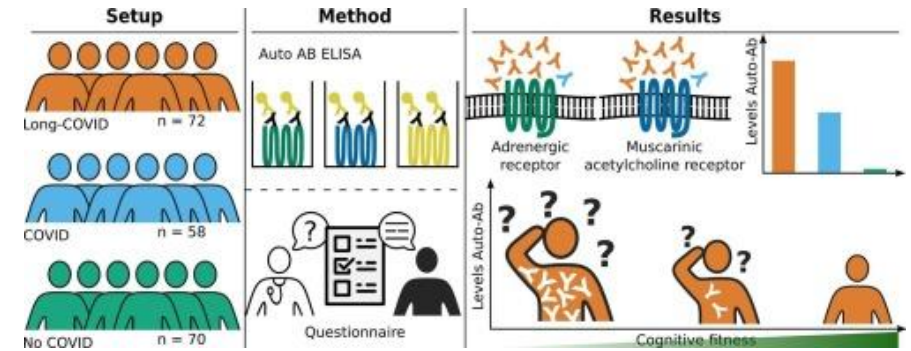 Setup
Method
Results
Long-COVID
n = 72
COVID
n = 58
No COVID
n = 70
Auto AB ELISA
?
Questionnaire
Adrenergic
receptor
Muscarinic
acetylcholine receptor
Levels Auto-Ab
Levels Auto-Ab
? ? ? ?
? ?
Cognitive fitness